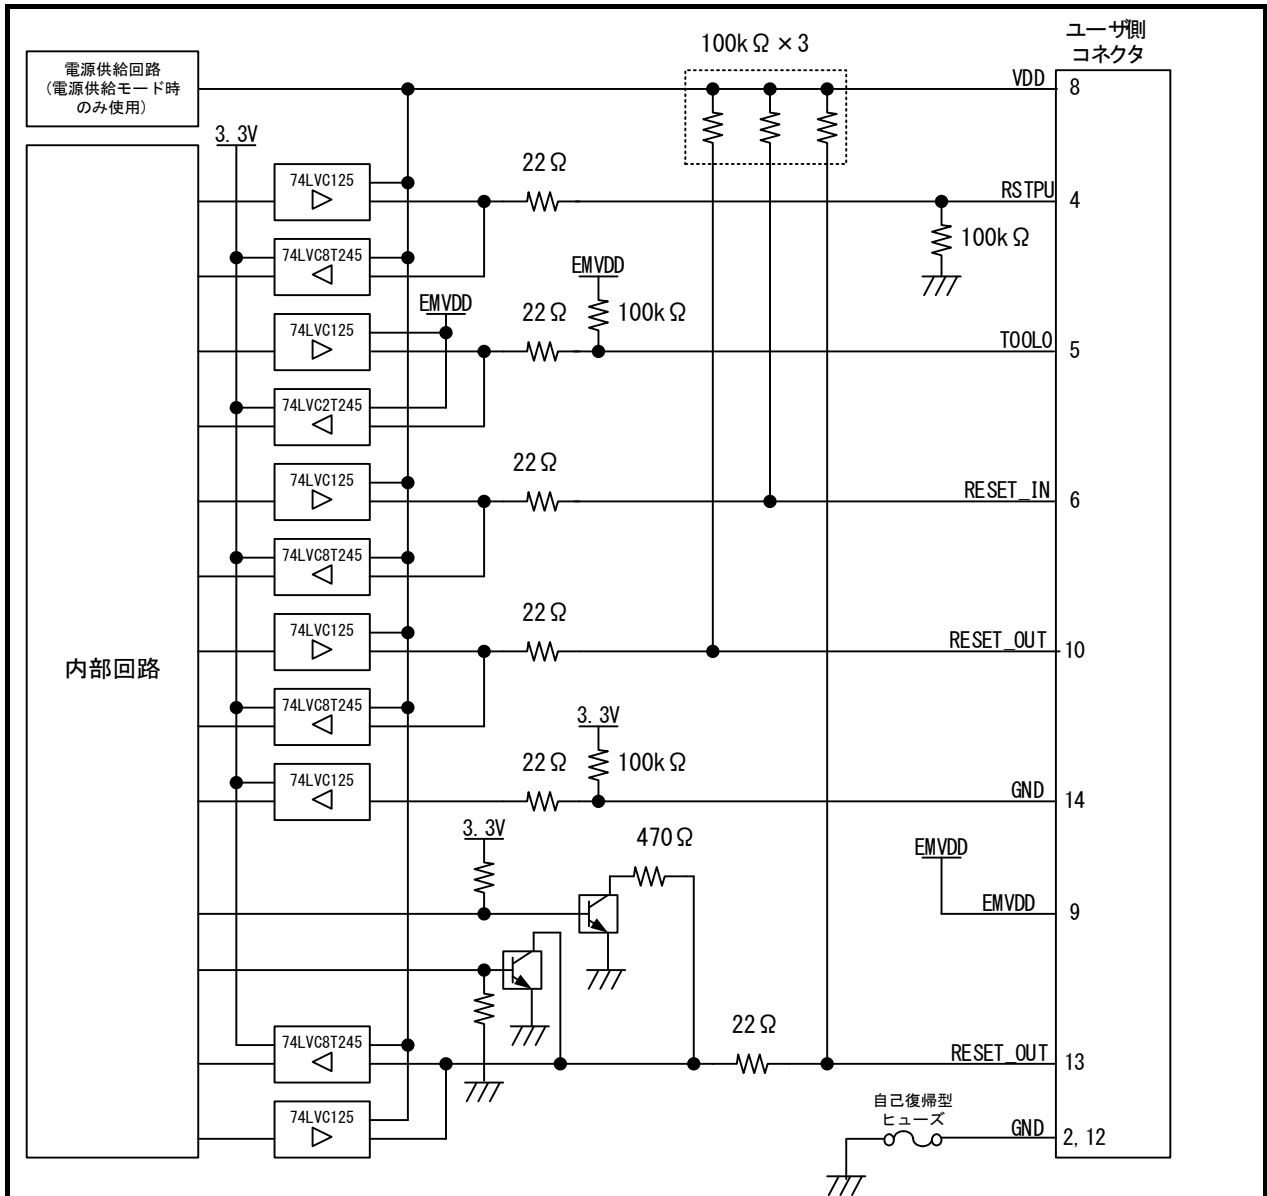 ユーザ側
コネクタ
100kΩ×3
電源供給回路
(電源供給モード時
のみ使用)
VDD
8
3.3V
74LVC125
22Ω
RSTPU
4
100kΩ
74LVC8T245
EMVDD
EMVDD
22Ω
100kΩ
74LVC125
TOOL0
5
74LVC2T245
22Ω
74LVC125
RESET_IN
6
74LVC8T245
22Ω
74LVC125
RESET_OUT
10
内部回路
74LVC8T245
3.3V
22Ω
100kΩ
74LVC125
GND
14
3.3V
470Ω
EMVDD
EMVDD
9
22Ω
74LVC8T245
RESET_OUT
13
自己復帰型
ヒューズ
74LVC125
GND
2,12